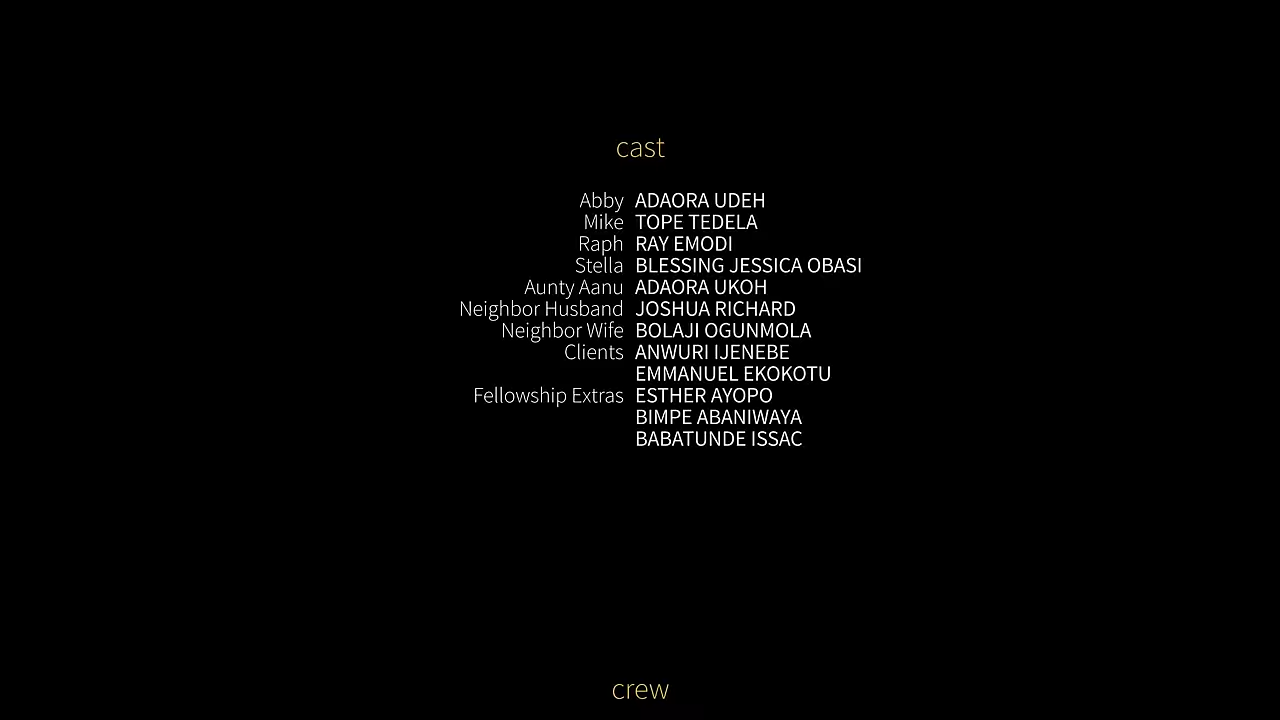 cast
Abby ADAORA UDEH
Mike TOPE TEDELA
Raph RAY EMODI
Stella BLESSING JESSICA OBASI
Aunty Aanu ADAORA UKOH
Neighbor Husband JOSHUA RICHARD
Neighbor Wife BOLAJI OGUNMOLA
Clients ANWURI IJENEBE
EMMANUEL EKOKOTU
Fellowship Extras ESTHER AYOPO
BIMPE ABANIWAYA
BABATUNDE ISSAC
crew